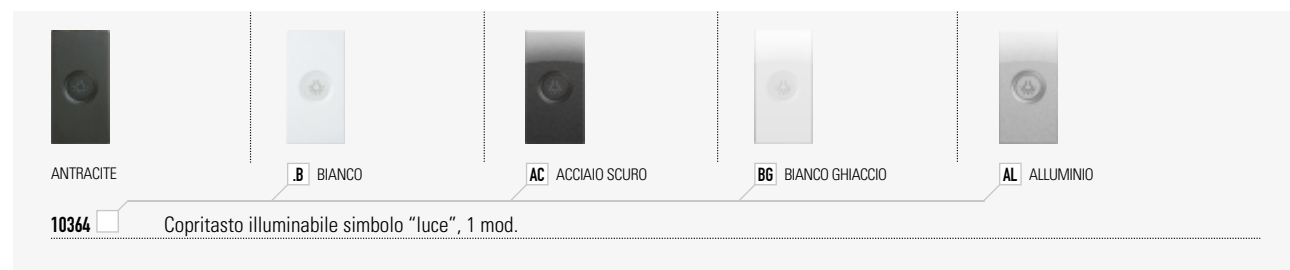 ANTRACITE
.B BIANCO
AC ACCIAIO SCURO
BG BIANCO GHIACCIO
AL ALLUMINIO
10364 Copritasto illuminabile simbolo “luce”, 1 mod.